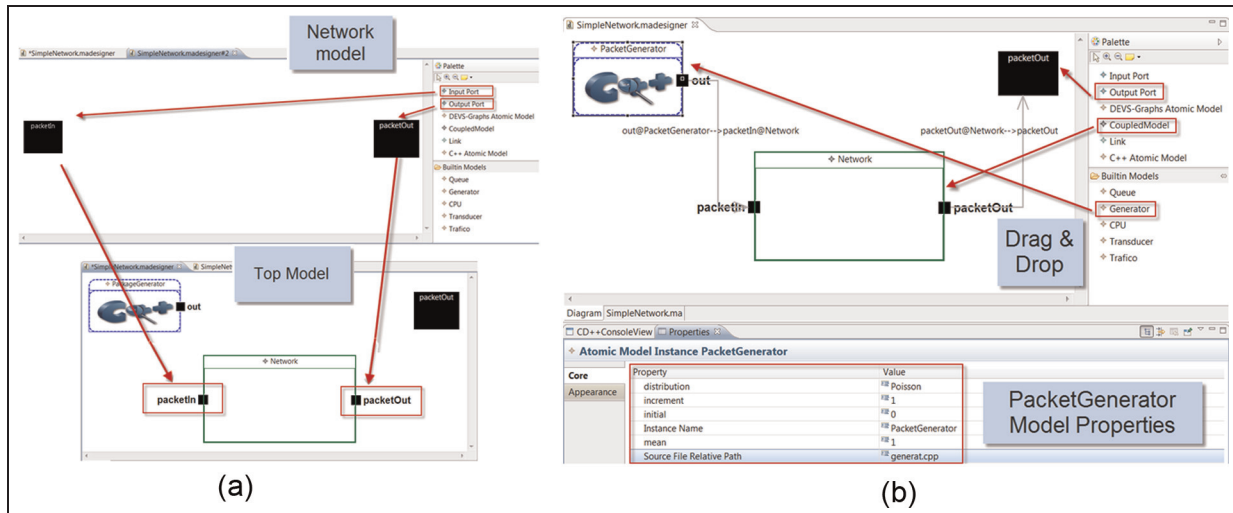 Network
model
*SimpleNetwork.madesigner
SimpleNetwork.madesigner#2
Palette
Input Port
Output Port
DEVS-Graphs Atomic Model
CoupledModel
Link
C++ Atomic Model
Builtin Models
Queue
Generator
CPU
Transducer
Trafico
packetIn
packetOut
Top Model
*SimpleNetwork.madesigner
SimpleNet
PackageGenerator
out
packetOut
Network
packetIn
packetOut
(a)
SimpleNetwork.madesigner
PacketGenerator
out
packetOut
out@PacketGenerator-->packetIn@Network
packetOut@Network-->packetOut
Network
packetIn
packetOut
Palette
Input Port
Output Port
DEVS-Graphs Atomic Model
CoupledModel
Link
C++ Atomic Model
Builtin Models
Queue
Generator
CPU
Transducer
Trafico
Drag &
Drop
Diagram SimpleNetwork.ma
CD++ConsoleView Properties
Atomic Model Instance PacketGenerator
Core
Appearance
Property Value
distribution Poisson
increment 1
initial 0
Instance Name PacketGenerator
mean 1
Source File Relative Path generat.cpp
PacketGenerator
Model Properties
(b)